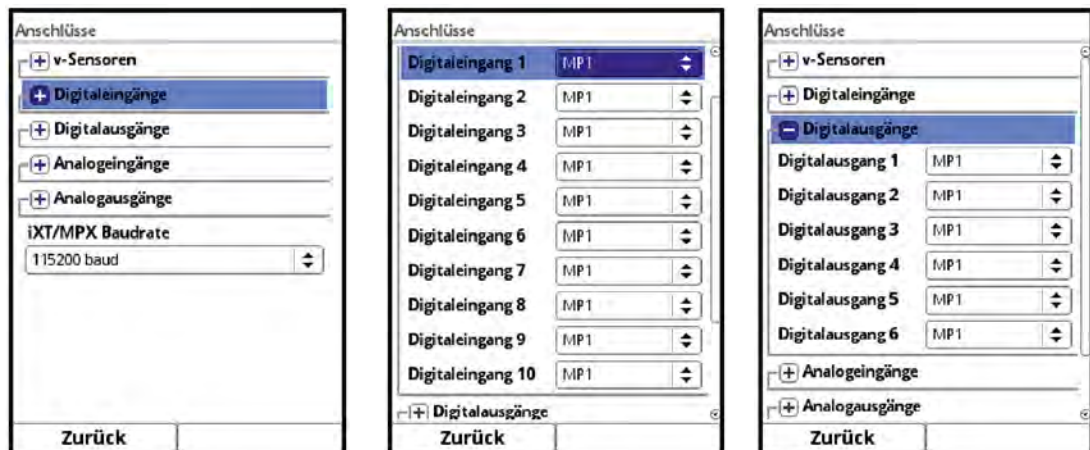 Anschlüsse
v-Sensoren
Digitaleingänge
Digitalausgänge
Analogeingänge
Analogausgänge
iXT/MPX Baudrate
115200 baud
Zurück
Anschlüsse
Digitaleingang 1 MP1
Digitaleingang 2 MP1
Digitaleingang 3 MP1
Digitaleingang 4 MP1
Digitaleingang 5 MP1
Digitaleingang 6 MP1
Digitaleingang 7 MP1
Digitaleingang 8 MP1
Digitaleingang 9 MP1
Digitaleingang 10 MP1
Digitalausgänge
Zurück
Anschlüsse
v-Sensoren
Digitaleingänge
Digitalausgänge
Digitalausgang 1 MP1
Digitalausgang 2 MP1
Digitalausgang 3 MP1
Digitalausgang 4 MP1
Digitalausgang 5 MP1
Digitalausgang 6 MP1
Analogeingänge
Analogausgänge
Zurück